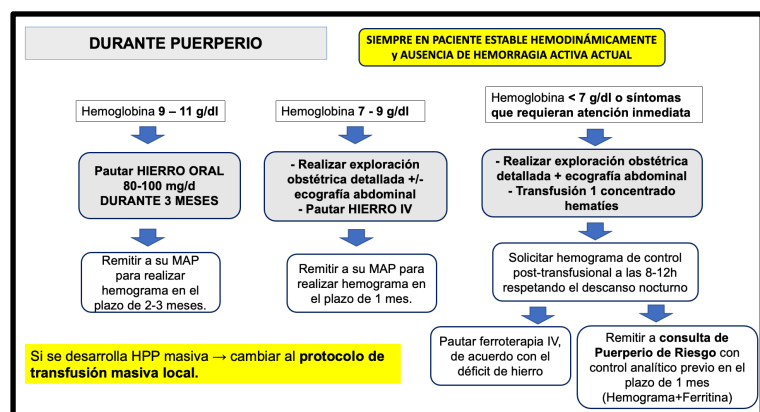 DURANTE PUERPERIO
SIEMPRE EN PACIENTE ESTABLE HEMODINÁMICAMENTE
y AUSENCIA DE HEMORRAGIA ACTIVA ACTUAL
Hemoglobina 9 – 11 g/dl
Pautar HIERRO ORAL
80-100 mg/d
DURANTE 3 MESES
Remitir a su MAP
para realizar
hemograma en
el plazo de 2-3 meses.
Hemoglobina 7 - 9 g/dl
- Realizar exploración
obstétrica detallada +/-
ecografía abdominal
- Pautar HIERRO IV
Remitir a su MAP para
realizar hemograma
en el plazo de 1 mes.
Hemoglobina < 7 g/dl o síntomas
que requieran atención inmediata
- Realizar exploración obstétrica
detallada + ecografía abdominal
- Transfusión 1 concentrado
hematíes
Solicitar hemograma de control
post-transfusional a las 8-12h
respetando el descanso nocturno
Pautar ferroterapia IV,
de acuerdo con el
déficit de hierro
Remitir a consulta de
Puerperio de Riesgo con
control analítico previo en el
plazo de 1 mes
(Hemograma+Ferritina)
Si se desarrolla HPP masiva → cambiar al protocolo de
transfusión masiva local.